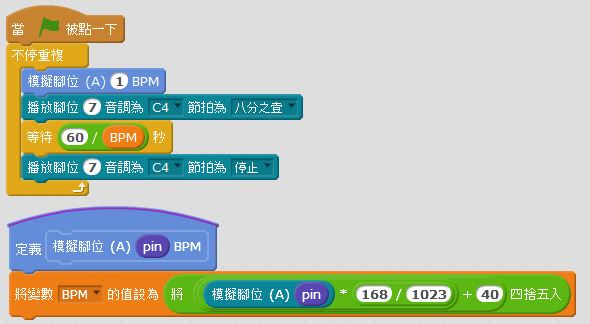 當 被點一下
不停重複
模擬腳位 (A) 1 BPM
播放腳位 7 音調為 C4 節拍為 八分之壹
等待 60 / BPM 秒
播放腳位 7 音調為 C4 節拍為 停止
定義 模擬腳位 (A) pin BPM
將變數 BPM 的值設為 將 模擬腳位 (A) pin * 168 / 1023 + 40 四捨五入